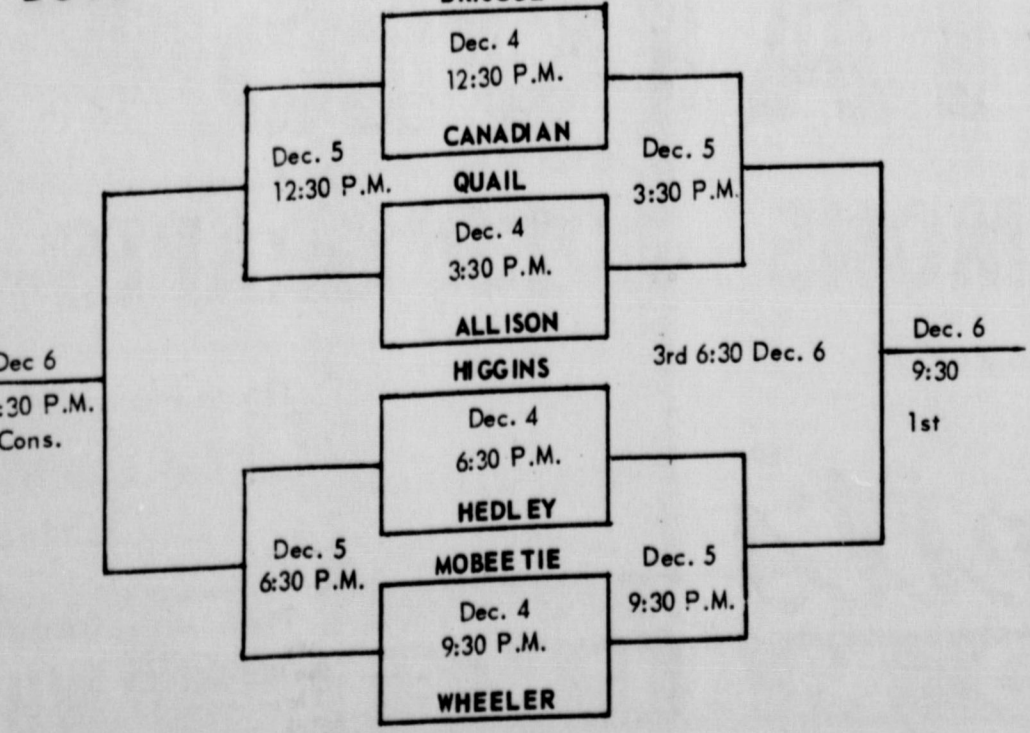 Dec. 4
12:30 P.M.
CANADIAN
Dec. 5
12:30 P.M.
QUAIL
Dec. 5
3:30 P.M.
Dec. 4
3:30 P.M.
ALLISON
HIGGINS
3rd 6:30 Dec. 6
Dec. 6
9:30
1st
Dec 6
:30 P.M.
Cons.
Dec. 4
6:30 P.M.
HEDLEY
MOBEETIE
Dec. 5
6:30 P.M.
Dec. 5
9:30 P.M.
Dec. 4
9:30 P.M.
WHEELER